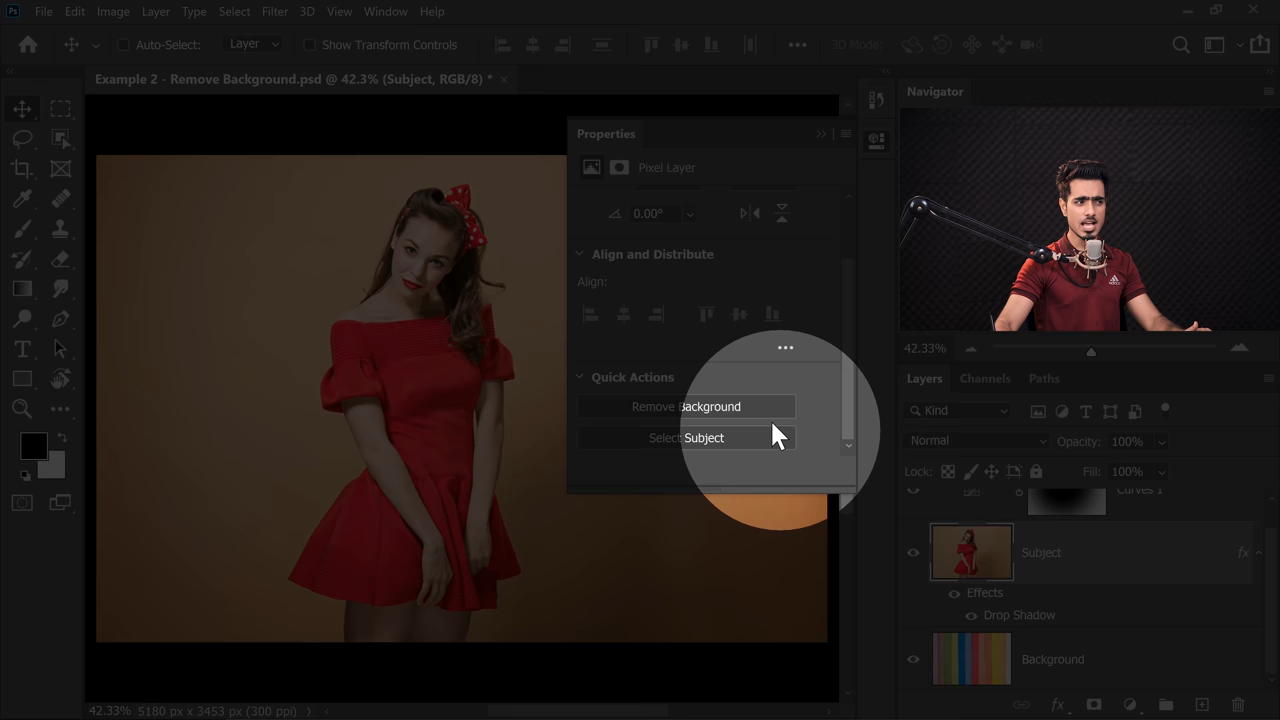 Ps File Edit Image Layer Type Select Filter 3D View Window Help
Auto-Select: Layer Show Transform Controls ••• 3D Mode:
Example 2 - Remove Background.psd @ 42.3% (Subject, RGB/8) * ×
Properties
Pixel Layer
0.00°
Align and Distribute
Align:
•••
Quick Actions
Remove Background
Select Subject
42.33% 5180 px x 3453 px (300 ppi)
Navigator
42.33%
Layers Channels Paths
Kind
Normal Opacity: 100%
Lock: Fill: 100%
Curves 1
Subject fx
Effects
Drop Shadow
Background
fx